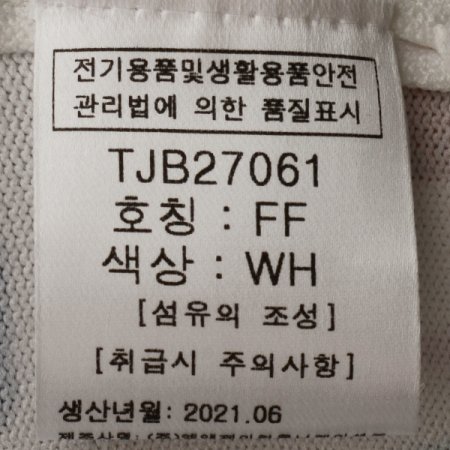 전기용품및생활용품안전
관리법에 의한 품질표시
TJB27061
호칭 : FF
색상 : WH
[섬유의 조성]
[취급시 주의사항]
생산년월: 2021.06